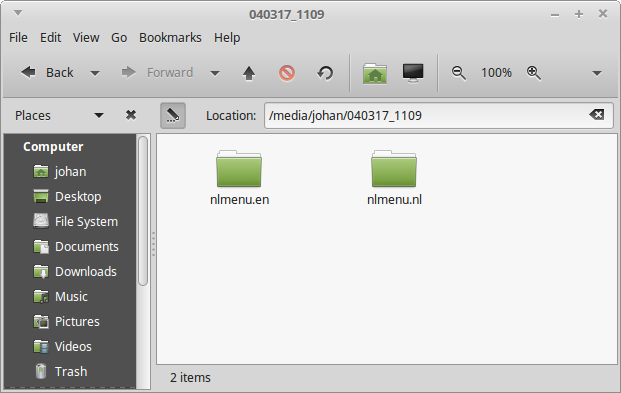 040317_1109
File Edit View Go Bookmarks Help
Back Forward 100%
Places Location: /media/johan/040317_1109
Computer
johan
Desktop
File System
Documents
Downloads
Music
Pictures
Videos
Trash
nlmenu.en nlmenu.nl
2 items